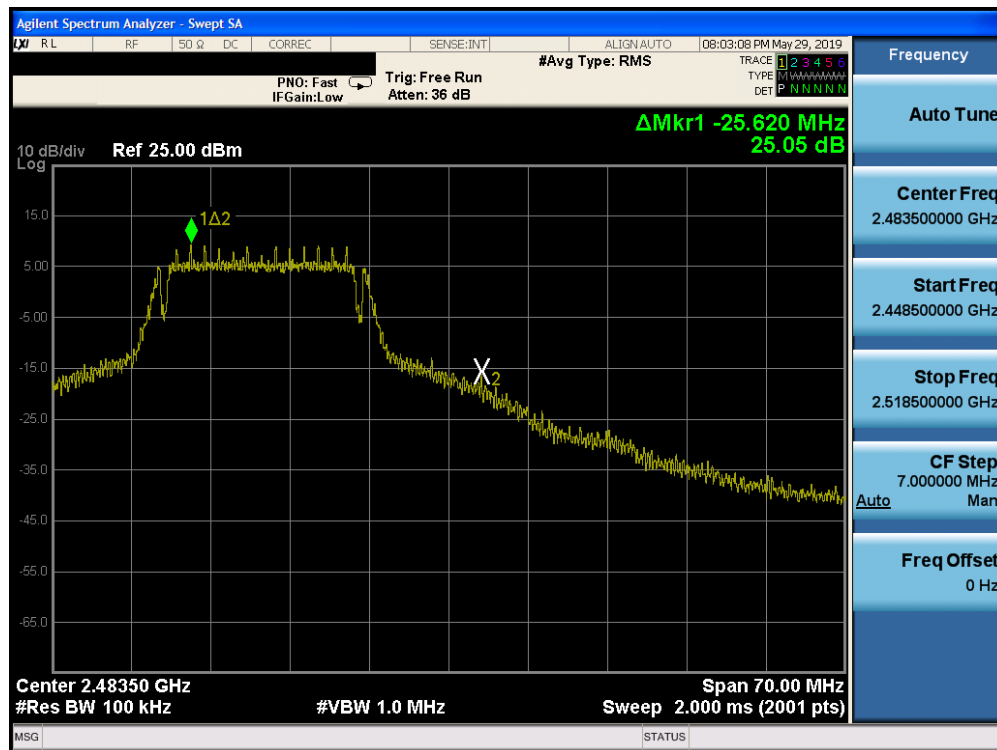 Agilent Spectrum Analyzer - Swept SA
LXI RL RF 50 Ω DC CORREC SENSE:INT ALIGN AUTO 08:03:08 PM May 29, 2019
#Avg Type: RMS
TRACE 1 2 3 4 5 6
PNO: Fast
Trig: Free Run
TYPE M WWWWW
IFGain:Low
Atten: 36 dB
DET P N N N N N
ΔMkr1 -25.620 MHz
25.05 dB
10 dB/div Ref 25.00 dBm
Log
15.0
5.00
-5.00
-15.0
-25.0
-35.0
-45.0
-55.0
-65.0
1Δ2
X2
Center 2.48350 GHz
Span 70.00 MHz
#Res BW 100 kHz
#VBW 1.0 MHz
Sweep 2.000 ms (2001 pts)
MSG
STATUS
Frequency
Auto Tune
Center Freq
2.483500000 GHz
Start Freq
2.448500000 GHz
Stop Freq
2.518500000 GHz
CF Step
7.000000 MHz
Auto Man
Freq Offset
0 Hz